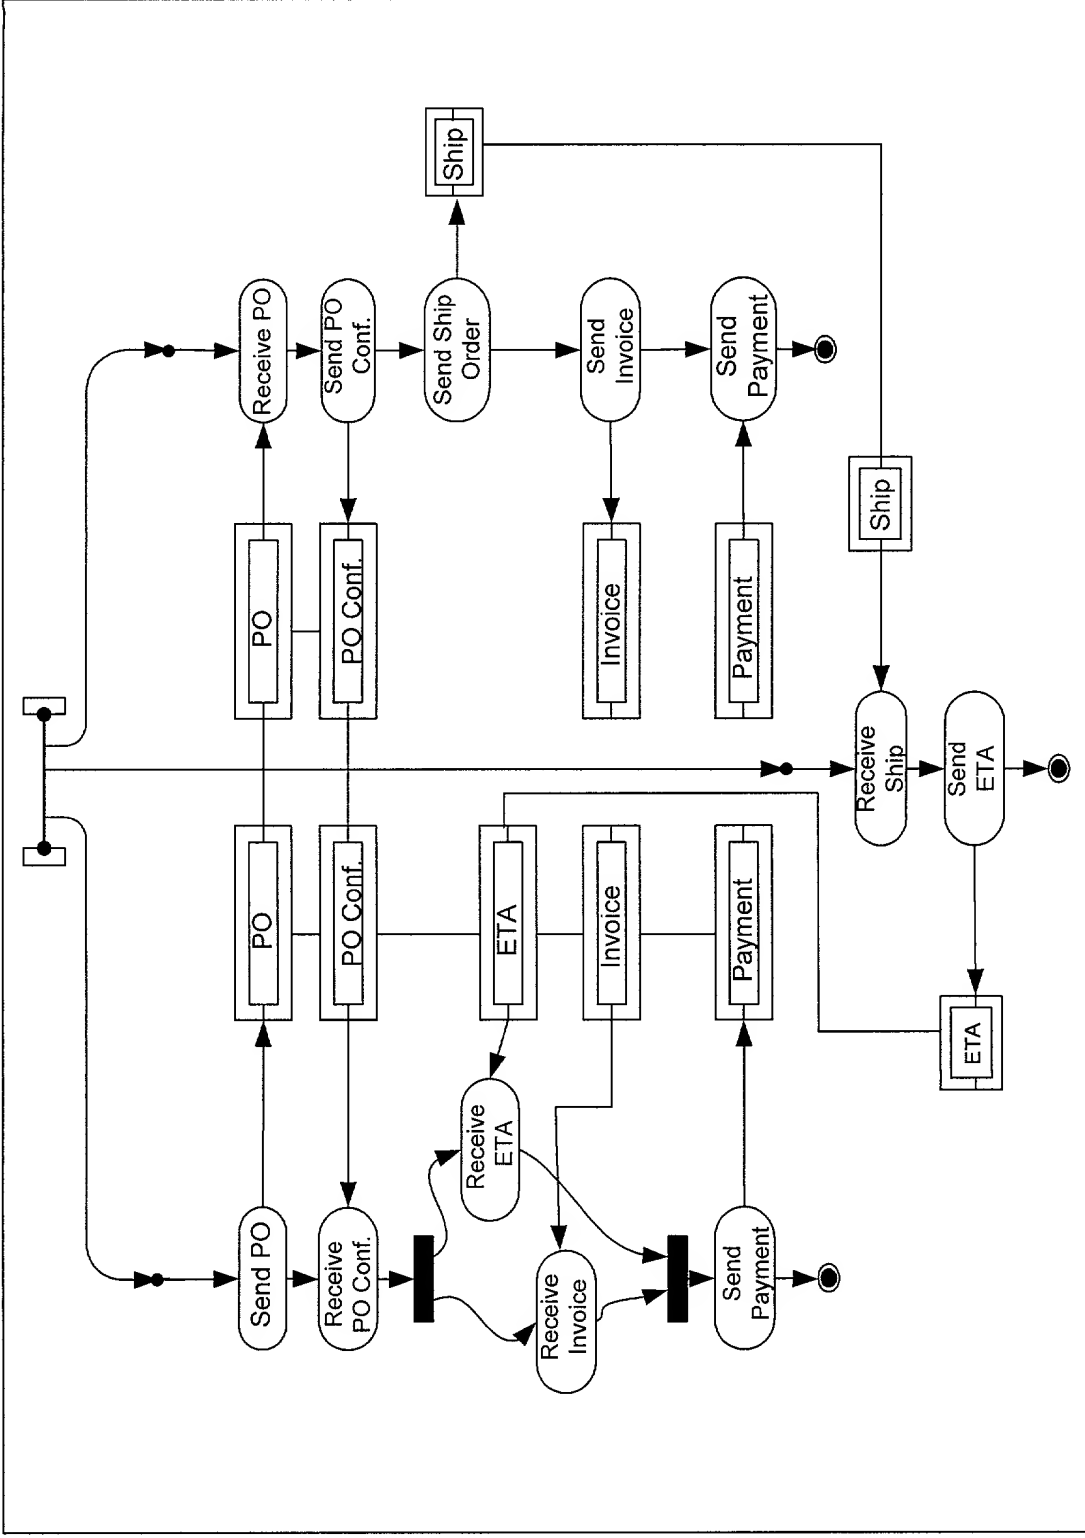 Send PO
PO
PO
Receive PO
Receive
PO Conf.
PO Conf.
PO Conf.
Send PO
Conf.
Send Ship
Order
Ship
Receive
ETA
ETA
Receive
Invoice
Invoice
Invoice
Send
Invoice
Send
Payment
Payment
Payment
Send
Payment
Receive
Ship
Ship
ETA
Send
ETA